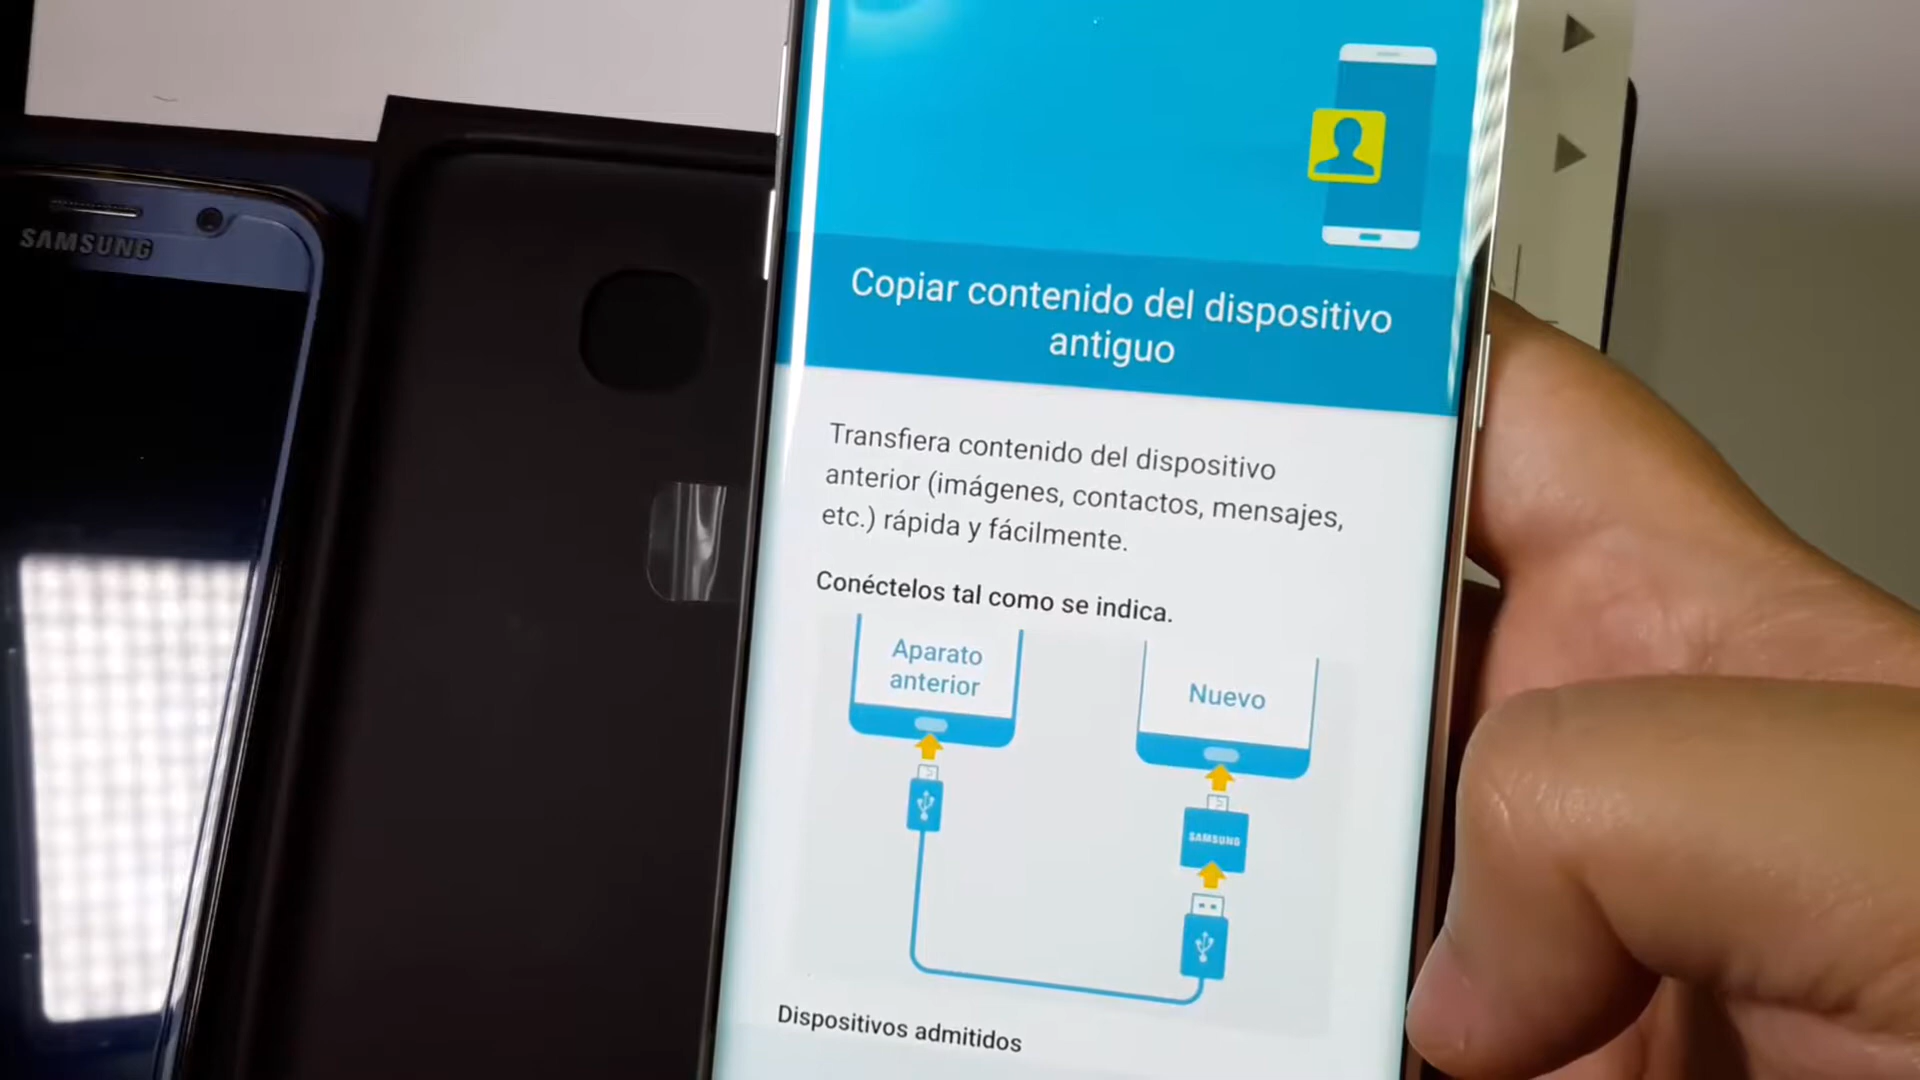 SAMSUNG
Copiar contenido del dispositivo
antiguo
Transfiera contenido del dispositivo
anterior (imágenes, contactos, mensajes,
etc.) rápida y fácilmente.
Conéctelos tal como se indica.
Aparato
anterior
Nuevo
SAMSUNG
Dispositivos admitidos